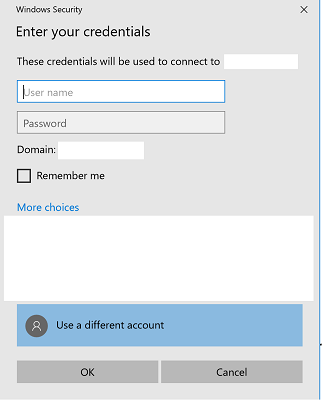 Windows Security
Enter your credentials
These credentials will be used to connect to
User name
Password
Domain:
Remember me
More choices
Use a different account
OK
Cancel